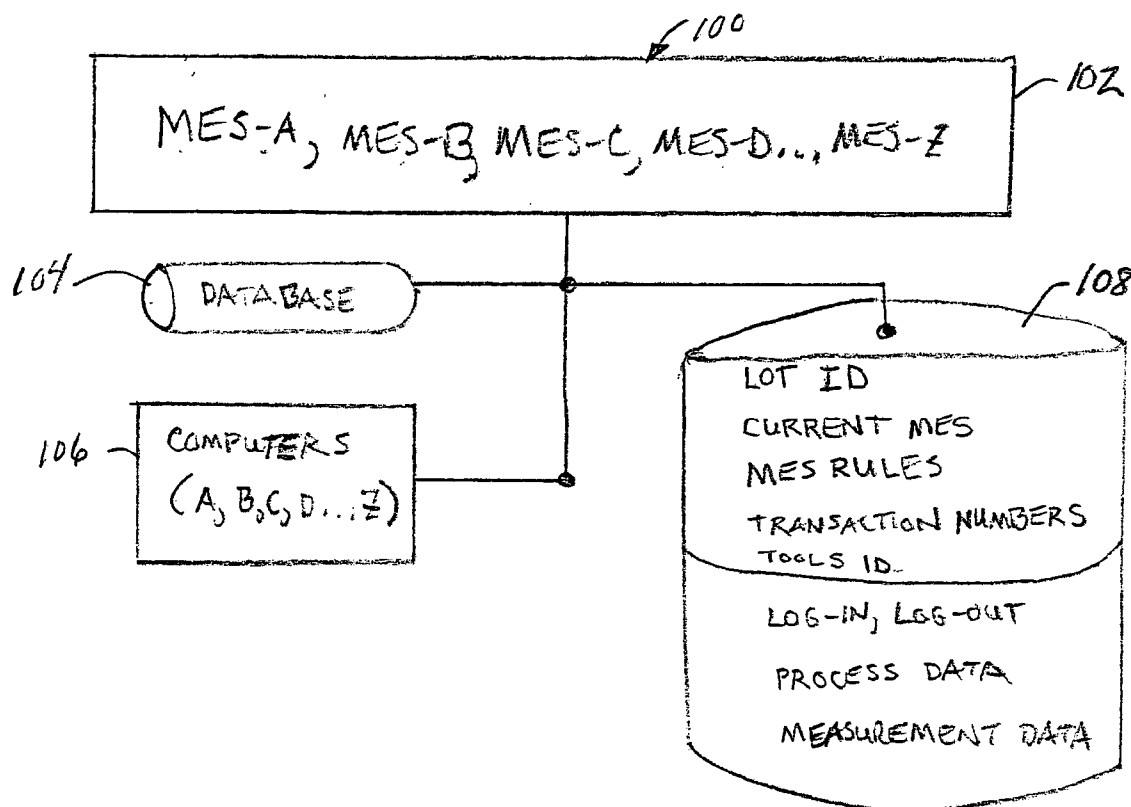 100
102
MES-A, MES-B, MES-C, MES-D..., MES-Z
104
DATABASE
108
106
COMPUTERS
(A, B, C, D...Z)
LOT ID
CURRENT MES
MES RULES
TRANSACTION NUMBERS
TOOLS ID
LOG-IN, LOG-OUT
PROCESS DATA
MEASUREMENT DATA